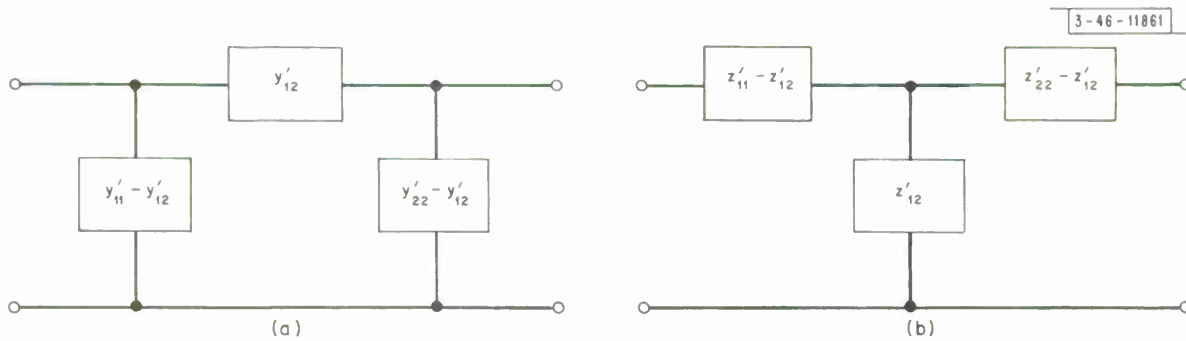 3-46-11861
y′12
y′11 − y′12
y′22 − y′12
(a)
z′11 − z′12
z′22 − z′12
z′12
(b)